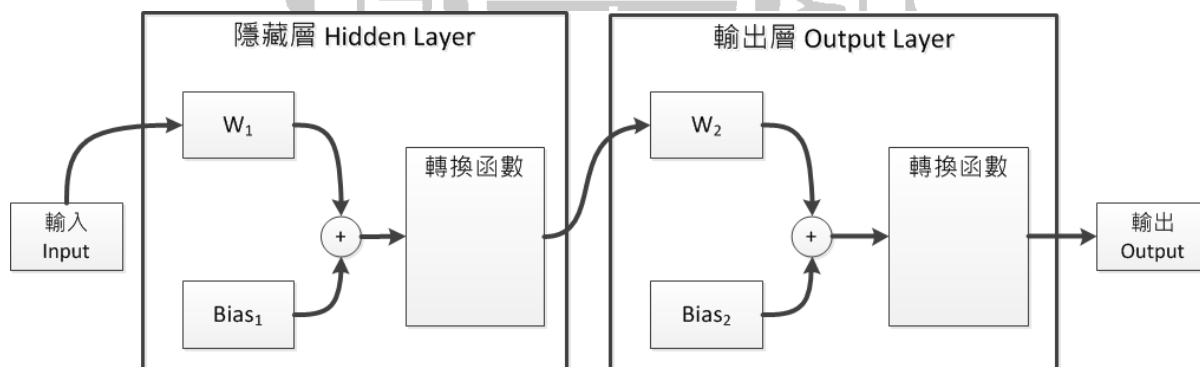 隱藏層 Hidden Layer
輸出層 Output Layer
W₁
W₂
轉換函數
轉換函數
輸入
Input
+
+
輸出
Output
Bias₁
Bias₂